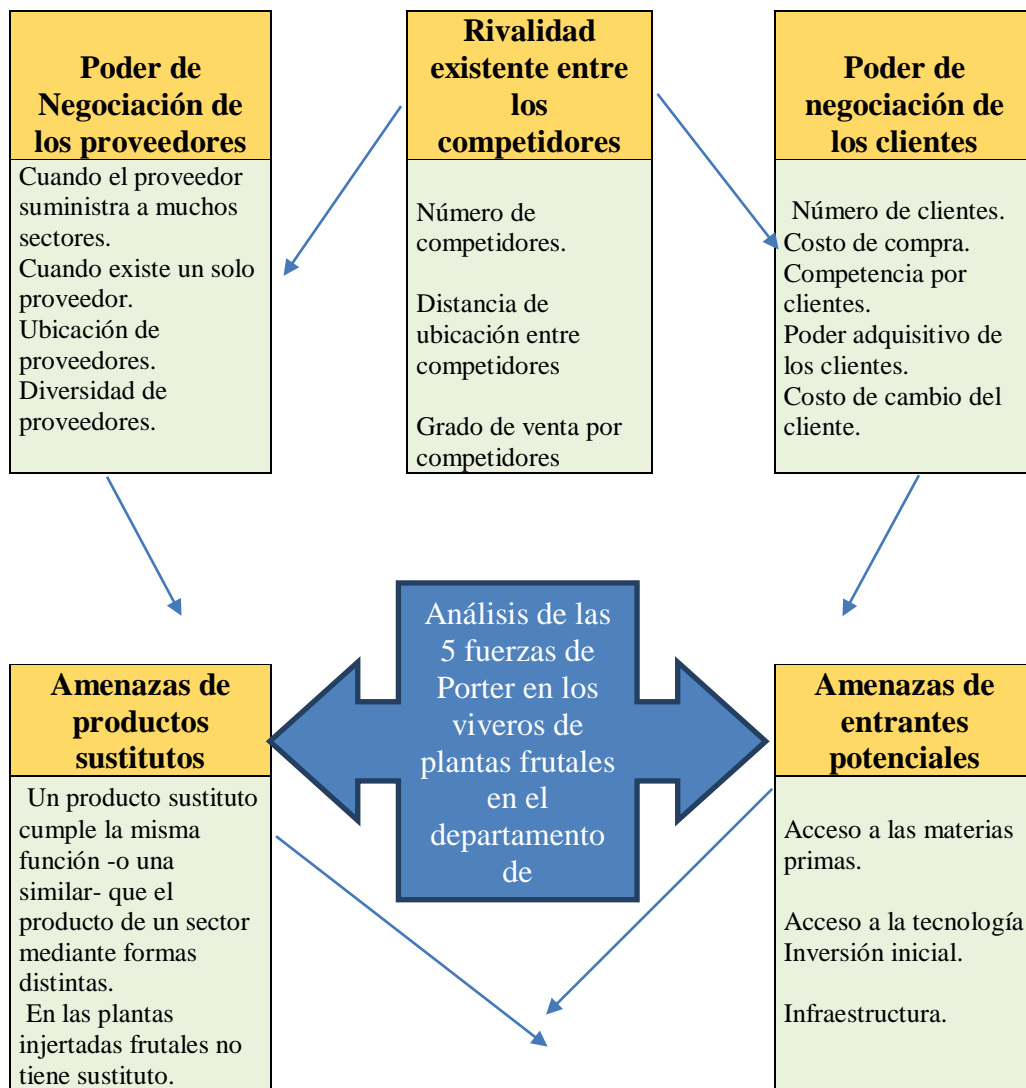 Poder de
Negociación de
los proveedores
Cuando el proveedor
suministra a muchos
sectores.
Cuando existe un solo
proveedor.
Ubicación de
proveedores.
Diversidad de
proveedores.
Rivalidad
existente entre
los
competidores
Número de
competidores.
Distancia de
ubicación entre
competidores
Grado de venta por
competidores
Poder de
negociación de
los clientes
Número de clientes.
Costo de compra.
Competencia por
clientes.
Poder adquisitivo de
los clientes.
Costo de cambio del
cliente.
Análisis de las
5 fuerzas de
Porter en los
viveros de
plantas frutales
en el
departamento
de
Amenazas de
productos
sustitutos
Un producto sustituto
cumple la misma
función -o una
similar- que el
producto de un sector
mediante formas
distintas.
En las plantas
injertadas frutales no
tiene sustituto.
Amenazas de
entrantes
potenciales
Acceso a las materias
primas.
Acceso a la tecnología
Inversión inicial.
Infraestructura.